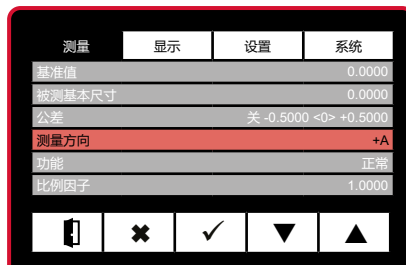 测量 显示 设置 系统
基准值 0.0000
被测基本尺寸 0.0000
公差 关 -0.5000 <0> +0.5000
测量方向 +A
功能 正常
比例因子 1.0000